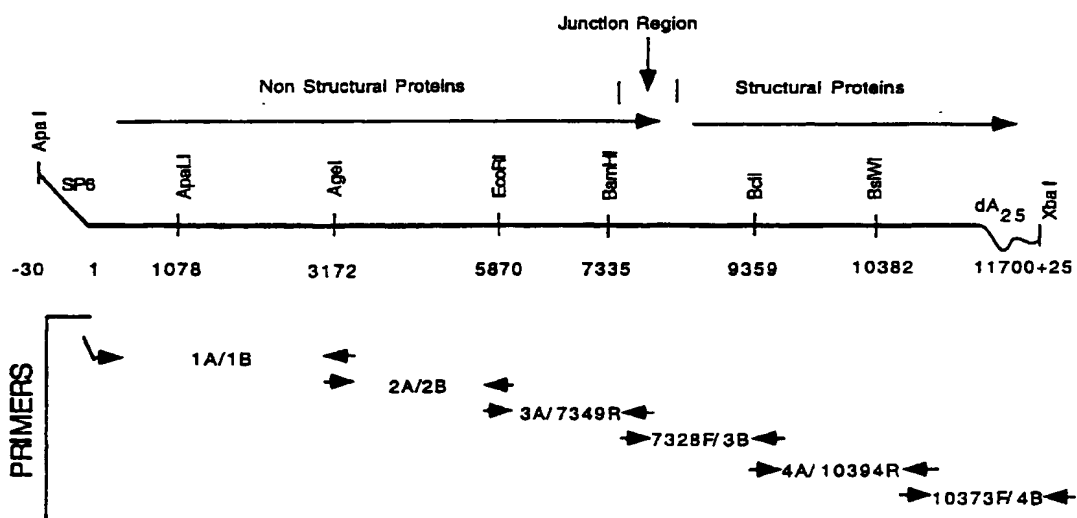 Junction Region
Non Structural Proteins
Structural Proteins
Apa I
SP6
ApaLI
AgeI
EcoRI
BamHI
BclI
BsiWI
dA25
Xba I
-30 1 1078 3172 5870 7335 9359 10382 11700+25
PRIMERS
1A/1B
2A/2B
3A/7349R
7328F/3B
4A/10394R
10373F/4B